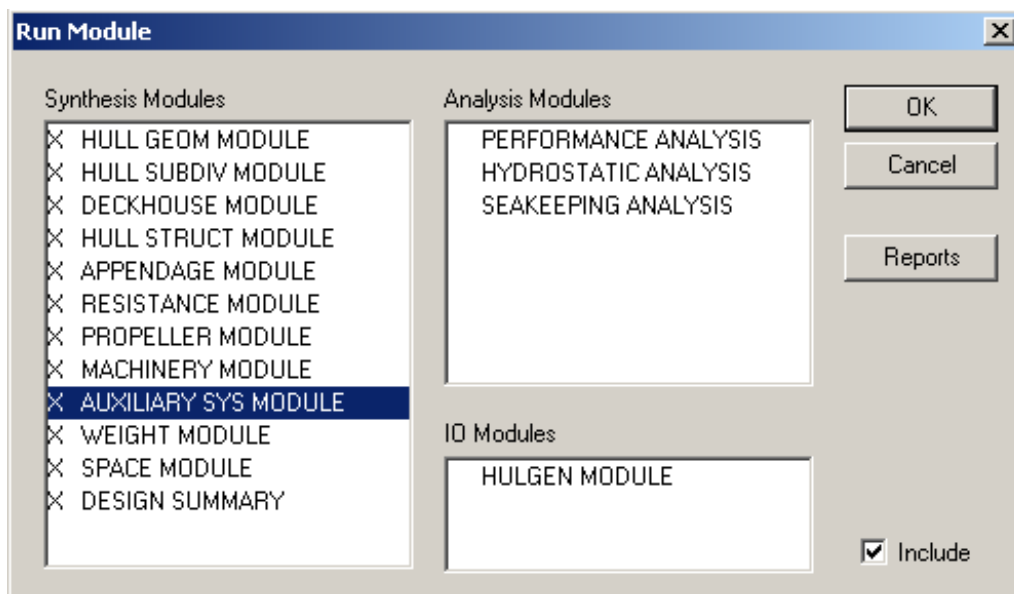 Run Module
Synthesis Modules
X HULL GEOM MODULE
X HULL SUBDIV MODULE
X DECKHOUSE MODULE
X HULL STRUCT MODULE
X APPENDAGE MODULE
X RESISTANCE MODULE
X PROPELLER MODULE
X MACHINERY MODULE
X AUXILIARY SYS MODULE
X WEIGHT MODULE
X SPACE MODULE
X DESIGN SUMMARY
Analysis Modules
PERFORMANCE ANALYSIS
HYDROSTATIC ANALYSIS
SEAKEEPING ANALYSIS
IO Modules
HULGEN MODULE
OK
Cancel
Reports
Include